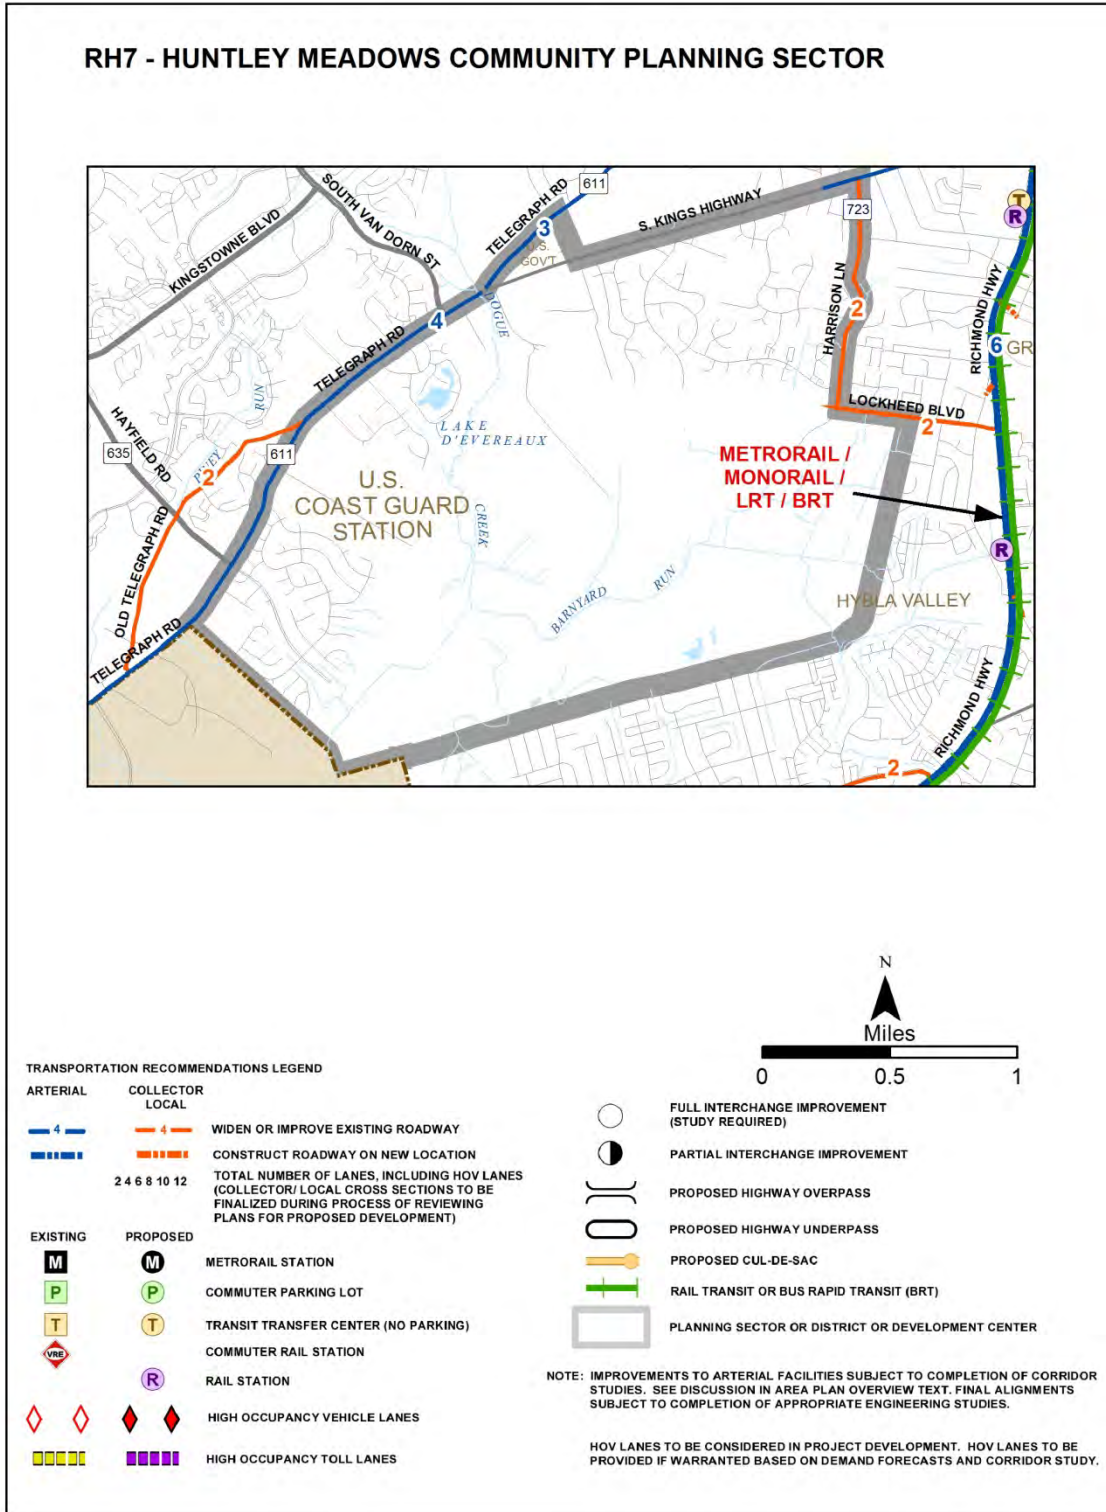 RH7 - HUNTLEY MEADOWS COMMUNITY PLANNING SECTOR
SOUTH VAN DORN ST
KINGSTOWNE BLVD
TELEGRAPH RD
611
3
U.S.
GOV'T
S. KINGS HIGHWAY
723
T
R
HARRISON LN
2
RICHMOND HWY
6
GR
DOGUE
4
TELEGRAPH RD
LOCKHEED BLVD
2
HAYFIELD RD
635
PINEY
RUN
2
611
LAKE
D'EVEREAUX
METRORAIL /
MONORAIL /
LRT / BRT
U.S.
COAST GUARD
STATION
CREEK
R
OLD TELEGRAPH RD
BARNYARD
RUN
HYBLA VALLEY
TELEGRAPH RD
RICHMOND HWY
2
N
Miles
0 0.5 1
TRANSPORTATION RECOMMENDATIONS LEGEND
ARTERIAL
COLLECTOR
LOCAL
4 4 WIDEN OR IMPROVE EXISTING ROADWAY
CONSTRUCT ROADWAY ON NEW LOCATION
2 4 6 8 10 12 TOTAL NUMBER OF LANES, INCLUDING HOV LANES
(COLLECTOR/ LOCAL CROSS SECTIONS TO BE
FINALIZED DURING PROCESS OF REVIEWING
PLANS FOR PROPOSED DEVELOPMENT)
EXISTING PROPOSED
M M METRORAIL STATION
P P COMMUTER PARKING LOT
T T TRANSIT TRANSFER CENTER (NO PARKING)
VRE COMMUTER RAIL STATION
R RAIL STATION
HIGH OCCUPANCY VEHICLE LANES
HIGH OCCUPANCY TOLL LANES
FULL INTERCHANGE IMPROVEMENT
(STUDY REQUIRED)
PARTIAL INTERCHANGE IMPROVEMENT
PROPOSED HIGHWAY OVERPASS
PROPOSED HIGHWAY UNDERPASS
PROPOSED CUL-DE-SAC
RAIL TRANSIT OR BUS RAPID TRANSIT (BRT)
PLANNING SECTOR OR DISTRICT OR DEVELOPMENT CENTER
NOTE: IMPROVEMENTS TO ARTERIAL FACILITIES SUBJECT TO COMPLETION OF CORRIDOR
STUDIES. SEE DISCUSSION IN AREA PLAN OVERVIEW TEXT. FINAL ALIGNMENTS
SUBJECT TO COMPLETION OF APPROPRIATE ENGINEERING STUDIES.
HOV LANES TO BE CONSIDERED IN PROJECT DEVELOPMENT. HOV LANES TO BE
PROVIDED IF WARRANTED BASED ON DEMAND FORECASTS AND CORRIDOR STUDY.